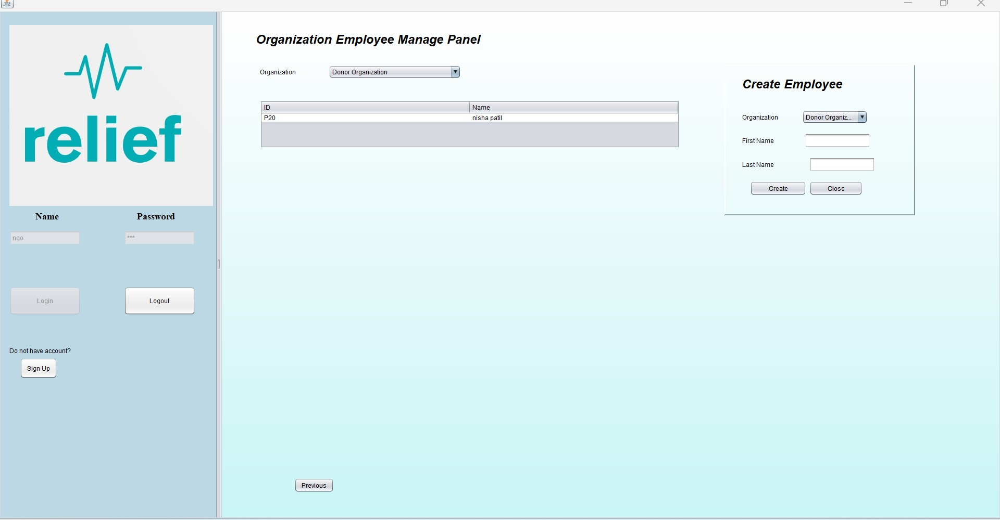 relief
Name Password
ngo ***
Login Logout
Do not have account?
Sign Up
Organization Employee Manage Panel
Organization Donor Organization
ID Name
P20 nisha patil
Previous
Create Employee
Organization Donor Organiz...
First Name
Last Name
Create Close